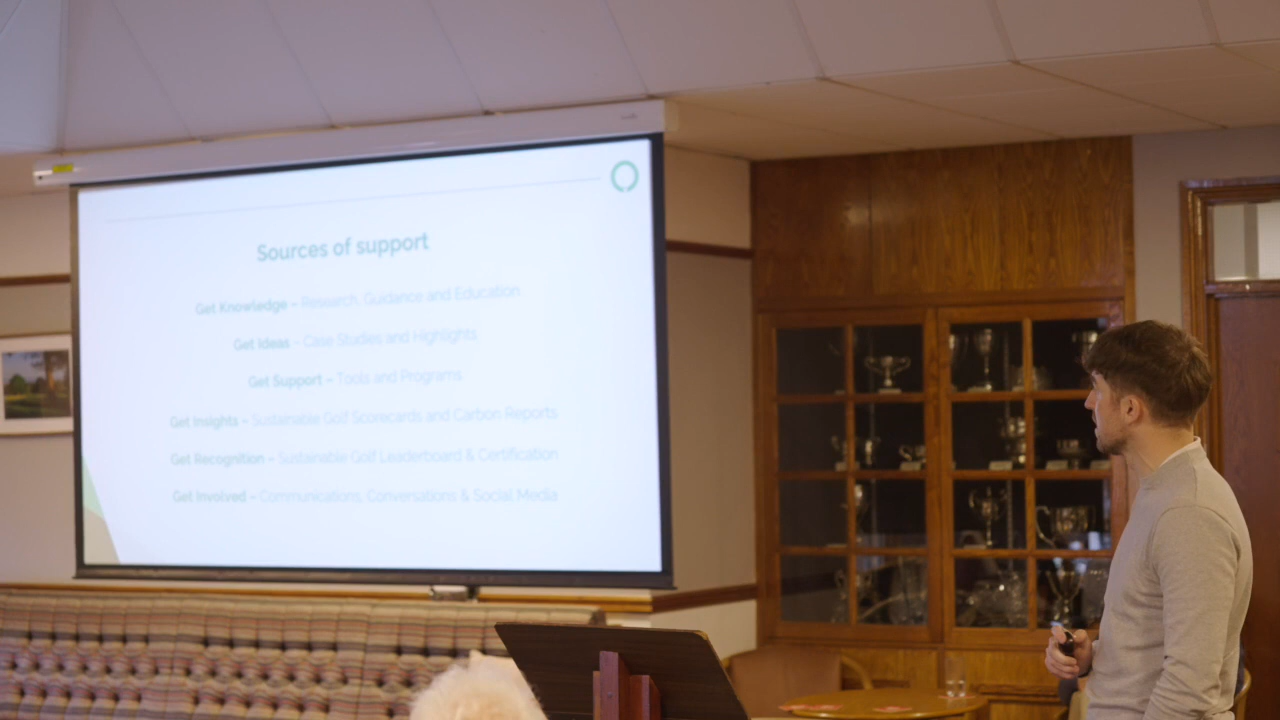 Sources of support
Get Knowledge – Research, Guidance and Education
Get Ideas – Case Studies and Highlights
Get Support – Tools and Programs
Get Insights – Sustainable Golf Scorecards and Carbon Reports
Get Recognition – Sustainable Golf Leaderboard & Certification
Get Involved – Communications, Conversations & Social Media